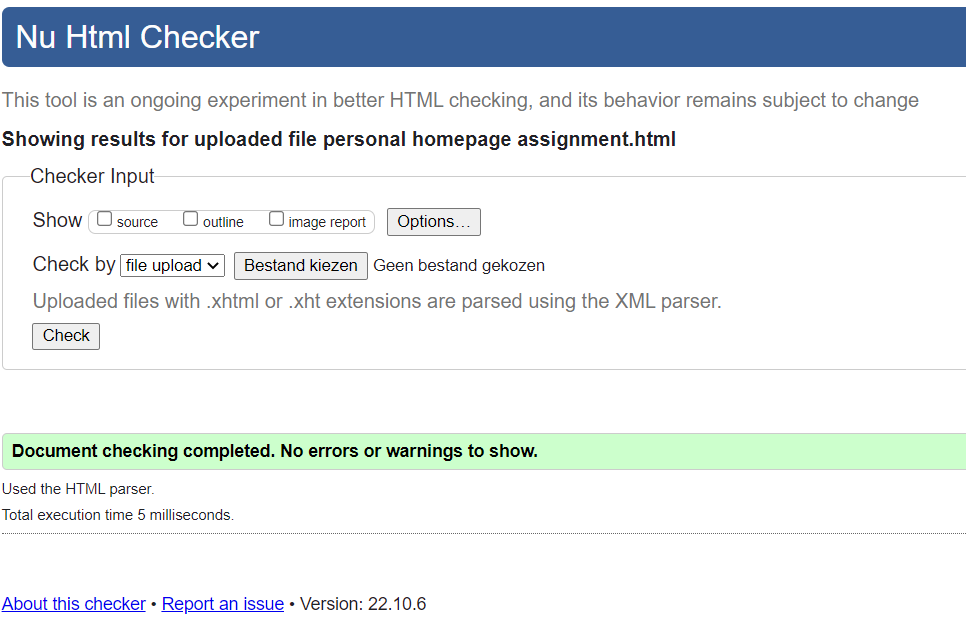 Nu Html Checker
This tool is an ongoing experiment in better HTML checking, and its behavior remains subject to change
Showing results for uploaded file personal homepage assignment.html
Checker Input
Show source outline image report Options…
Check by file upload Bestand kiezen Geen bestand gekozen
Uploaded files with .xhtml or .xht extensions are parsed using the XML parser.
Check
Document checking completed. No errors or warnings to show.
Used the HTML parser.
Total execution time 5 milliseconds.
About this checker • Report an issue • Version: 22.10.6